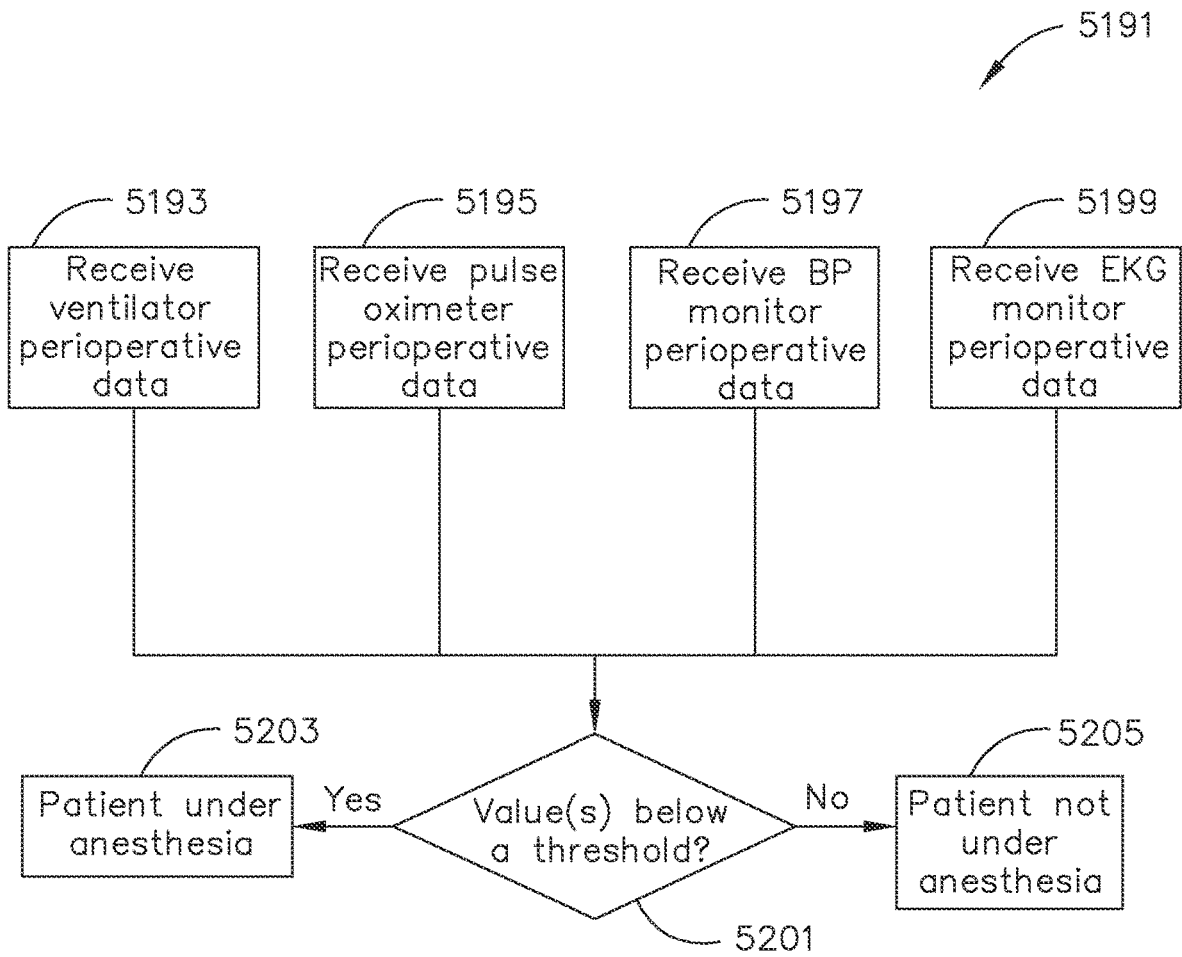 5191
5193
Receive
ventilator
perioperative
data
5195
Receive pulse
oximeter
perioperative
data
5197
Receive BP
monitor
perioperative
data
5199
Receive EKG
monitor
perioperative
data
5203
Patient under
anesthesia
Yes
Value(s) below
a threshold?
5201
No
5205
Patient not
under
anesthesia